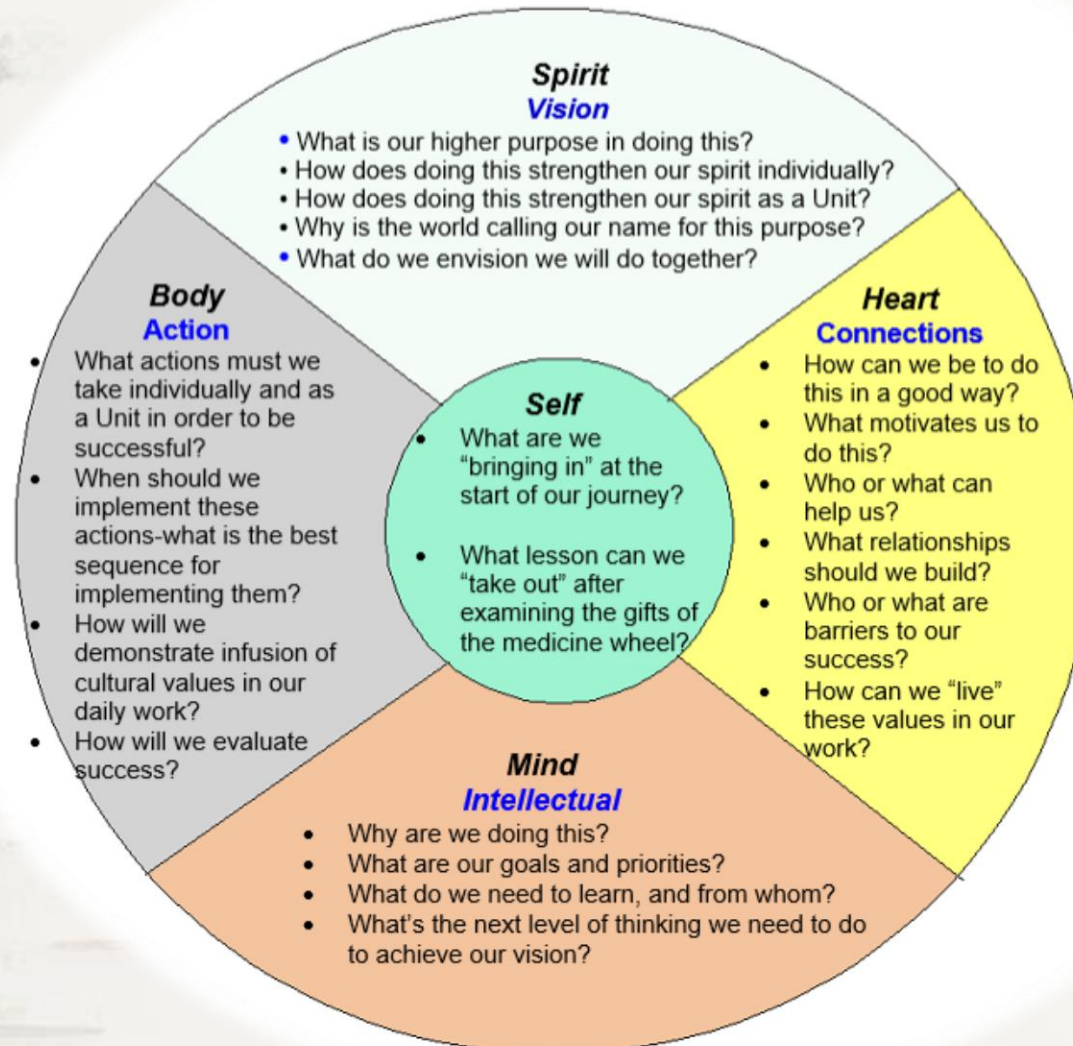 Spirit
Vision
• What is our higher purpose in doing this?
• How does doing this strengthen our spirit individually?
• How does doing this strengthen our spirit as a Unit?
• Why is the world calling our name for this purpose?
• What do we envision we will do together?
Body
Action
• What actions must we
take individually and as
a Unit in order to be
successful?
• When should we
implement these
actions-what is the best
sequence for
implementing them?
• How will we
demonstrate infusion of
cultural values in our
daily work?
• How will we evaluate
success?
Self
• What are we
“bringing in” at the
start of our journey?
• What lesson can we
“take out” after
examining the gifts of
the medicine wheel?
Heart
Connections
• How can we be to do
this in a good way?
• What motivates us to
do this?
• Who or what can
help us?
• What relationships
should we build?
• Who or what are
barriers to our
success?
• How can we “live”
these values in our
work?
Mind
Intellectual
• Why are we doing this?
• What are our goals and priorities?
• What do we need to learn, and from whom?
• What’s the next level of thinking we need to do
to achieve our vision?